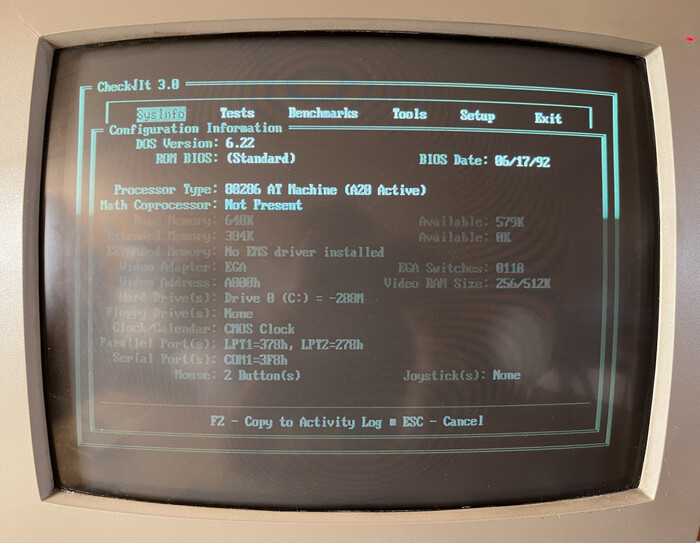 Check√It 3.0
SysInfo Tests Benchmarks Tools Setup Exit
Configuration Information
DOS Version: 6.22
ROM BIOS: (Standard) BIOS Date: 06/17/92
Processor Type: 80286 AT Machine (A20 Active)
Math Coprocessor: Not Present
Base Memory: 640K Available: 579K
Extended Memory: 384K Available: 0K
EXPANDED Memory: No EMS driver installed
Video Adapter: EGA EGA Switches: 0110
Video Address: A000h Video RAM Size: 256/512K
Hard Drive(s): Drive 0 (C:) = -288M
Floppy Drive(s): None
Clock/Calendar: CMOS Clock
Parallel Port(s): LPT1=378h, LPT2=278h
Serial Port(s): COM1=3F8h
Mouse: 2 Button(s) Joystick(s): None
F2 - Copy to Activity Log ■ ESC - Cancel